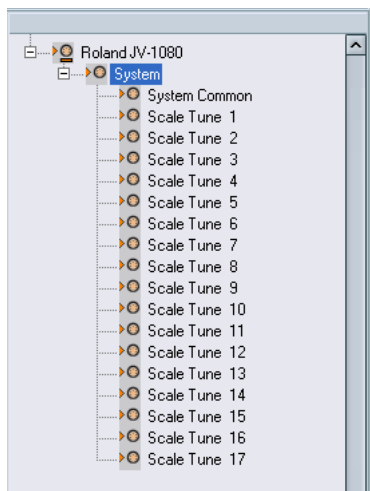 Roland JV-1080
System
System Common
Scale Tune 1
Scale Tune 2
Scale Tune 3
Scale Tune 4
Scale Tune 5
Scale Tune 6
Scale Tune 7
Scale Tune 8
Scale Tune 9
Scale Tune 10
Scale Tune 11
Scale Tune 12
Scale Tune 13
Scale Tune 14
Scale Tune 15
Scale Tune 16
Scale Tune 17